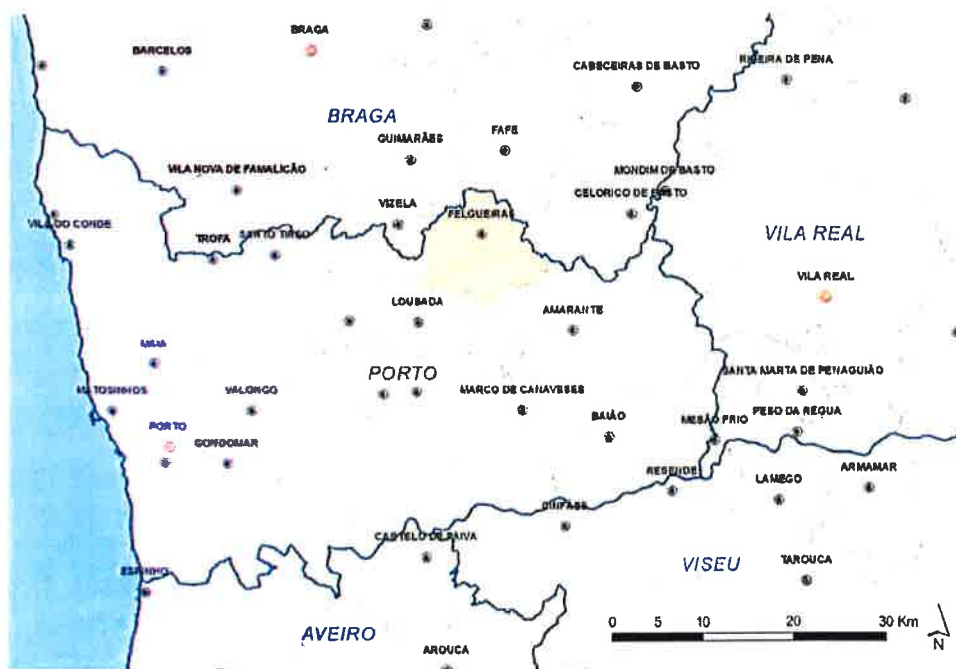 BRAGA
BARCELOS
CABECEIRAS DE BASTO
RIBEIRA DE PENA
BRAGA
GUIMARÃES
FAFE
VILA NOVA DE FAMALICÃO
MONDIM DE BASTO
CELORICO DE BASTO
VIZELA
FELGUEIRAS
VILA DO CONDE
TROFA
SANTO TIRSO
VILA REAL
VILA REAL
LOUSADA
AMARANTE
MAIA
PORTO
SANTA MARTA DE PENAGUIÃO
MATOSINHOS
VALONGO
MARCO DE CANAVESES
BAIÃO
MESÃO FRIO
PESO DA RÉGUA
PORTO
GONDOMAR
RESENDE
LAMEGO
ARMAMAR
CINFÃES
CASTELO DE PAIVA
VISEU
TAROUCA
ESPINHO
AVEIRO
AROUCA
0 5 10 20 30 Km
N